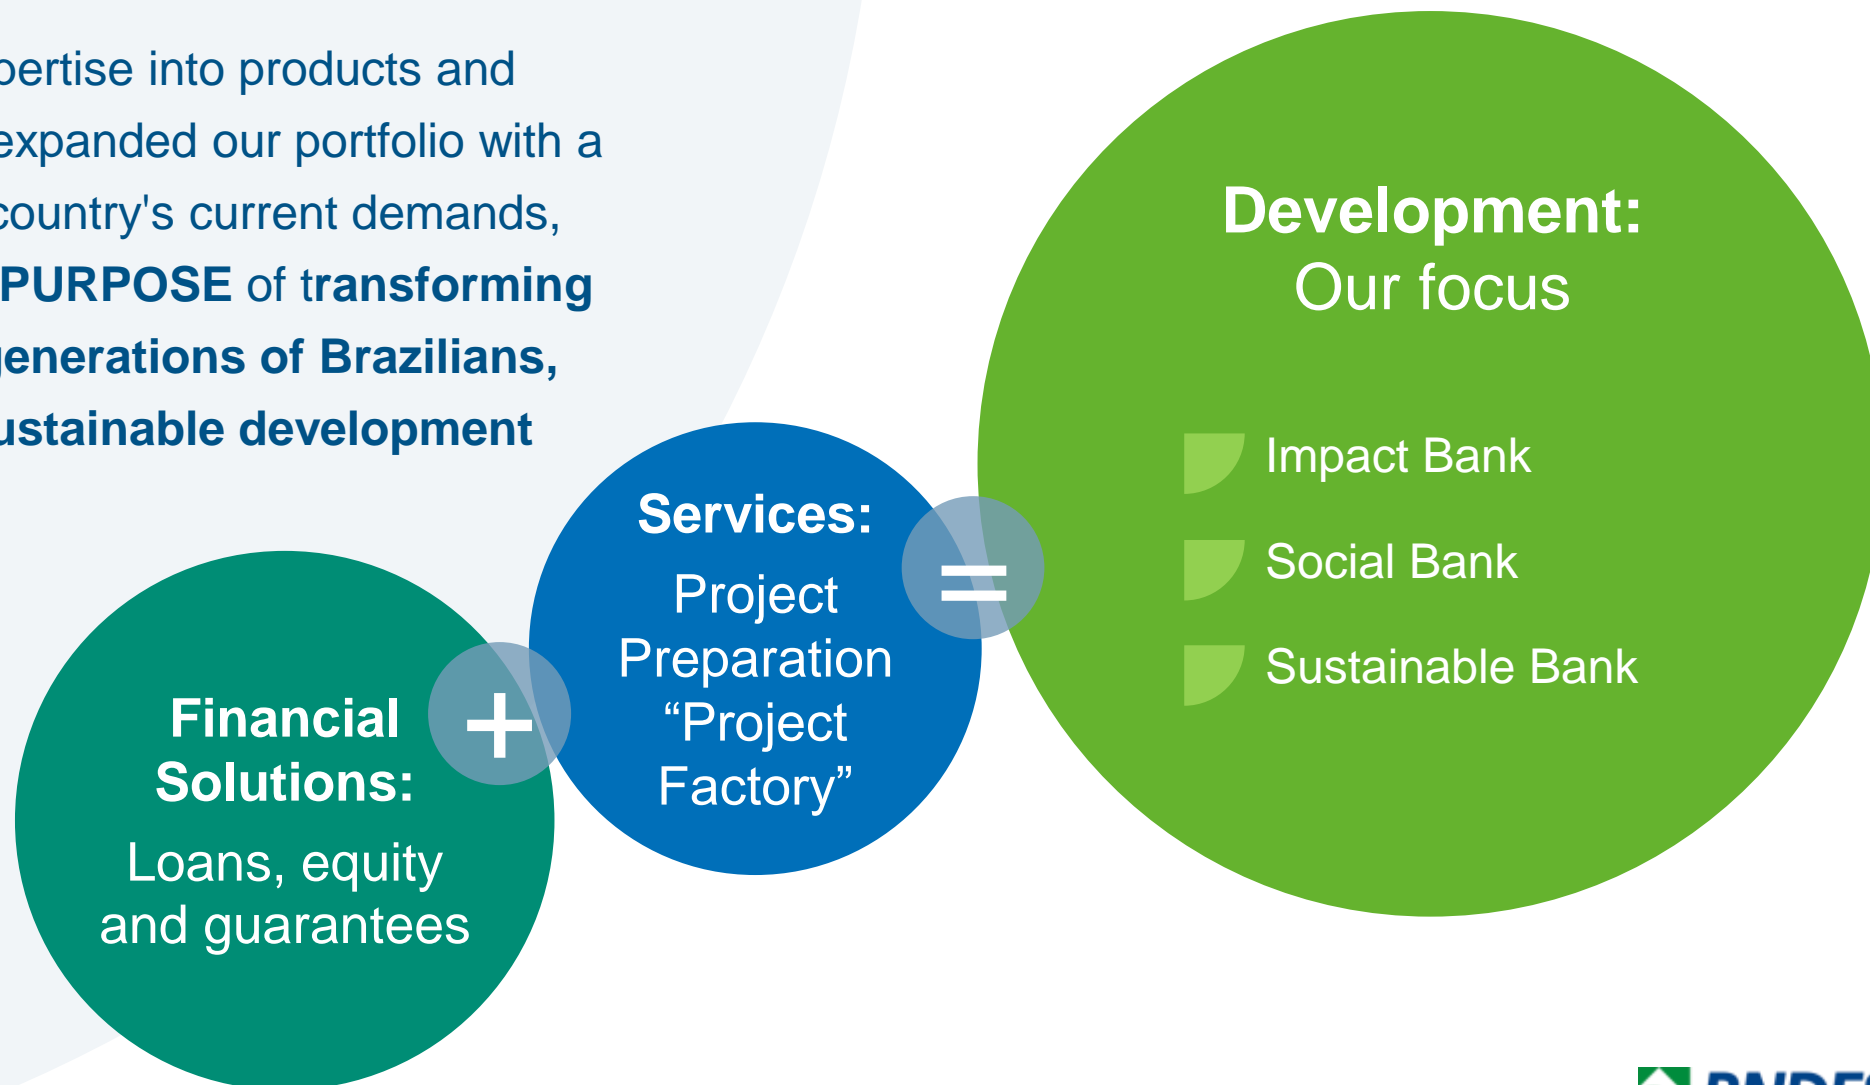 pertise into products and
expanded our portfolio with a
country's current demands,
PURPOSE of transforming
generations of Brazilians,
ustainable development
Financial
Solutions:
Loans, equity
and guarantees
+
Services:
Project
Preparation
“Project
Factory”
=
Development:
Our focus
Impact Bank
Social Bank
Sustainable Bank
BNDES